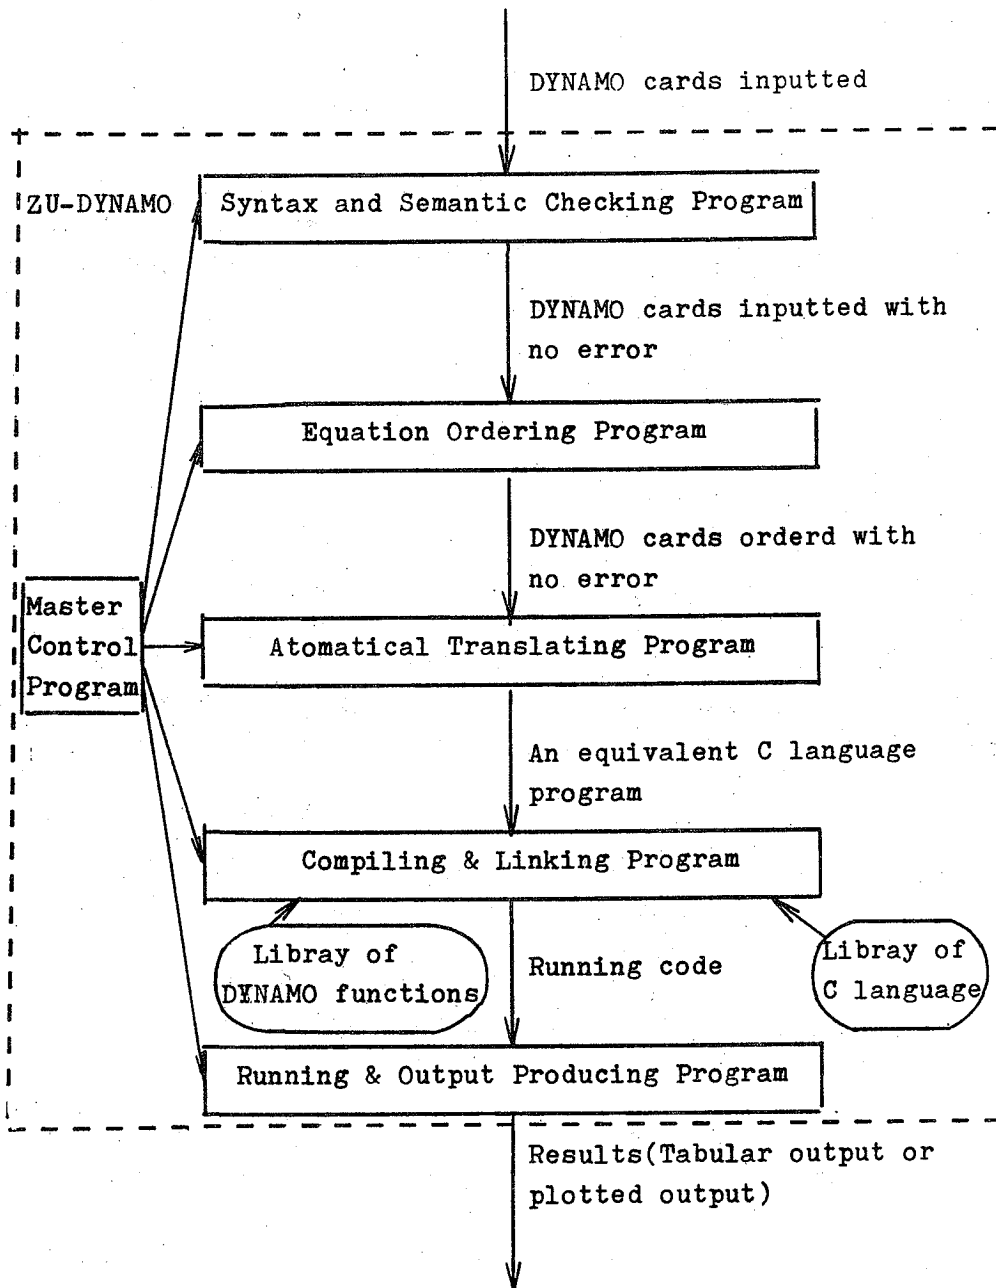 DYNAMO cards inputted
ZU-DYNAMO
Syntax and Semantic Checking Program
DYNAMO cards inputted with
no error
Equation Ordering Program
DYNAMO cards orderd with
no error
Master
Control
Program
Atomatical Translating Program
An equivalent C language
program
Compiling & Linking Program
Libray of
DYNAMO functions
Running code
Libray of
C language
Running & Output Producing Program
Results(Tabular output or
plotted output)